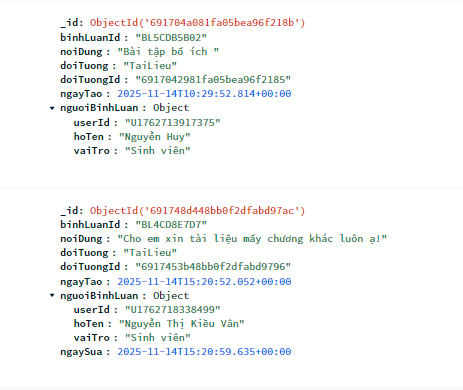 _id: ObjectId('691704a081fa05bea96f218b')
binhLuanId : "BL5CDB5B02"
noiDung : "Bài tập bổ ích "
doiTuong : "TaiLieu"
doiTuongId : "6917042981fa05bea96f2185"
ngayTao : 2025-11-14T10:29:52.814+00:00
nguoiBinhLuan : Object
userId : "U1762713917375"
hoTen : "Nguyễn Huy"
vaiTro : "Sinh viên"
_id: ObjectId('691748d448bb0f2dfabd97ac')
binhLuanId : "BL4CD8E7D7"
noiDung : "Cho em xin tài liệu mấy chương khác luôn ạ!"
doiTuong : "TaiLieu"
doiTuongId : "6917453b48bb0f2dfabd9796"
ngayTao : 2025-11-14T15:20:52.052+00:00
nguoiBinhLuan : Object
userId : "U1762718338499"
hoTen : "Nguyễn Thị Kiều Vân"
vaiTro : "Sinh viên"
ngaySua : 2025-11-14T15:20:59.635+00:00